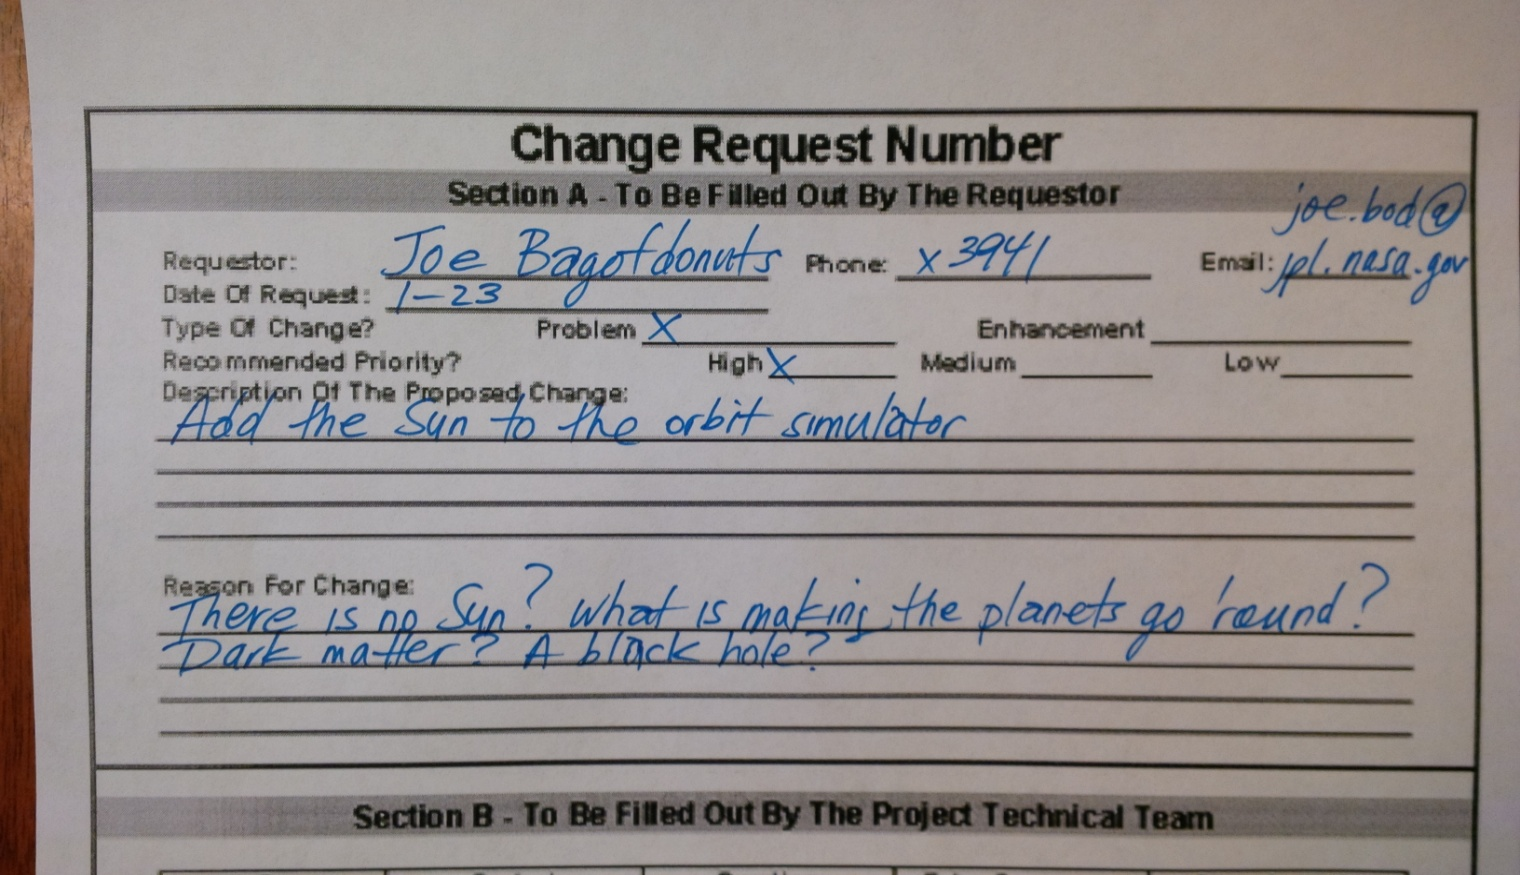 Change Request Number
Section A - To Be Filled Out By The Requestor
joe.bod@
Requestor: Joe Bagofdonuts Phone: x3941 Email: jpl.nasa.gov
Date Of Request: 1-23
Type Of Change? Problem X Enhancement
Recommended Priority? High X Medium Low
Description Of The Proposed Change:
Add the Sun to the orbit simulator
Reason For Change:
There is no Sun? What is making the planets go 'round?
Dark matter? A black hole?
Section B - To Be Filled Out By The Project Technical Team